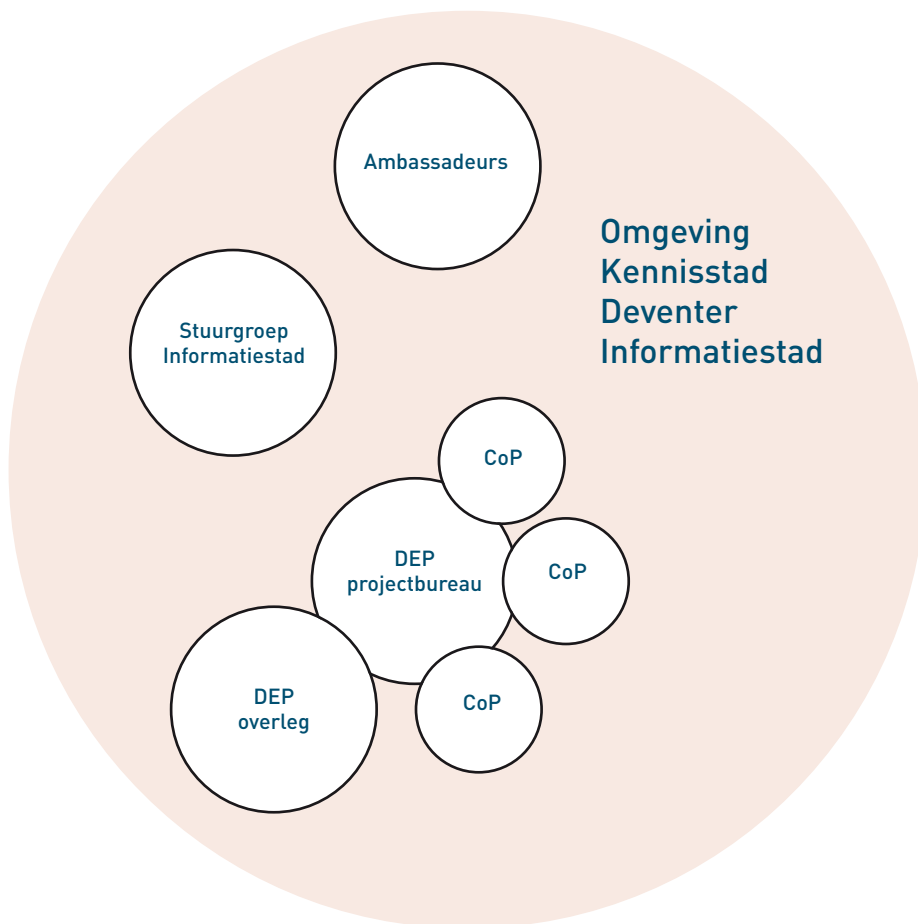 Ambassadeurs
Omgeving
Kennisstad
Deventer
Informatiestad
Stuurgroep
Informatiestad
CoP
DEP
projectbureau
CoP
DEP
overleg
CoP